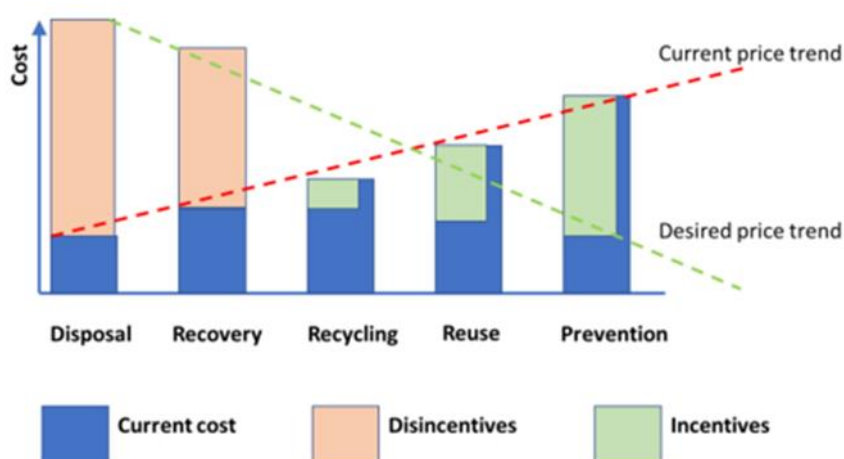 Cost
Current price trend
Desired price trend
Disposal
Recovery
Recycling
Reuse
Prevention
Current cost
Disincentives
Incentives